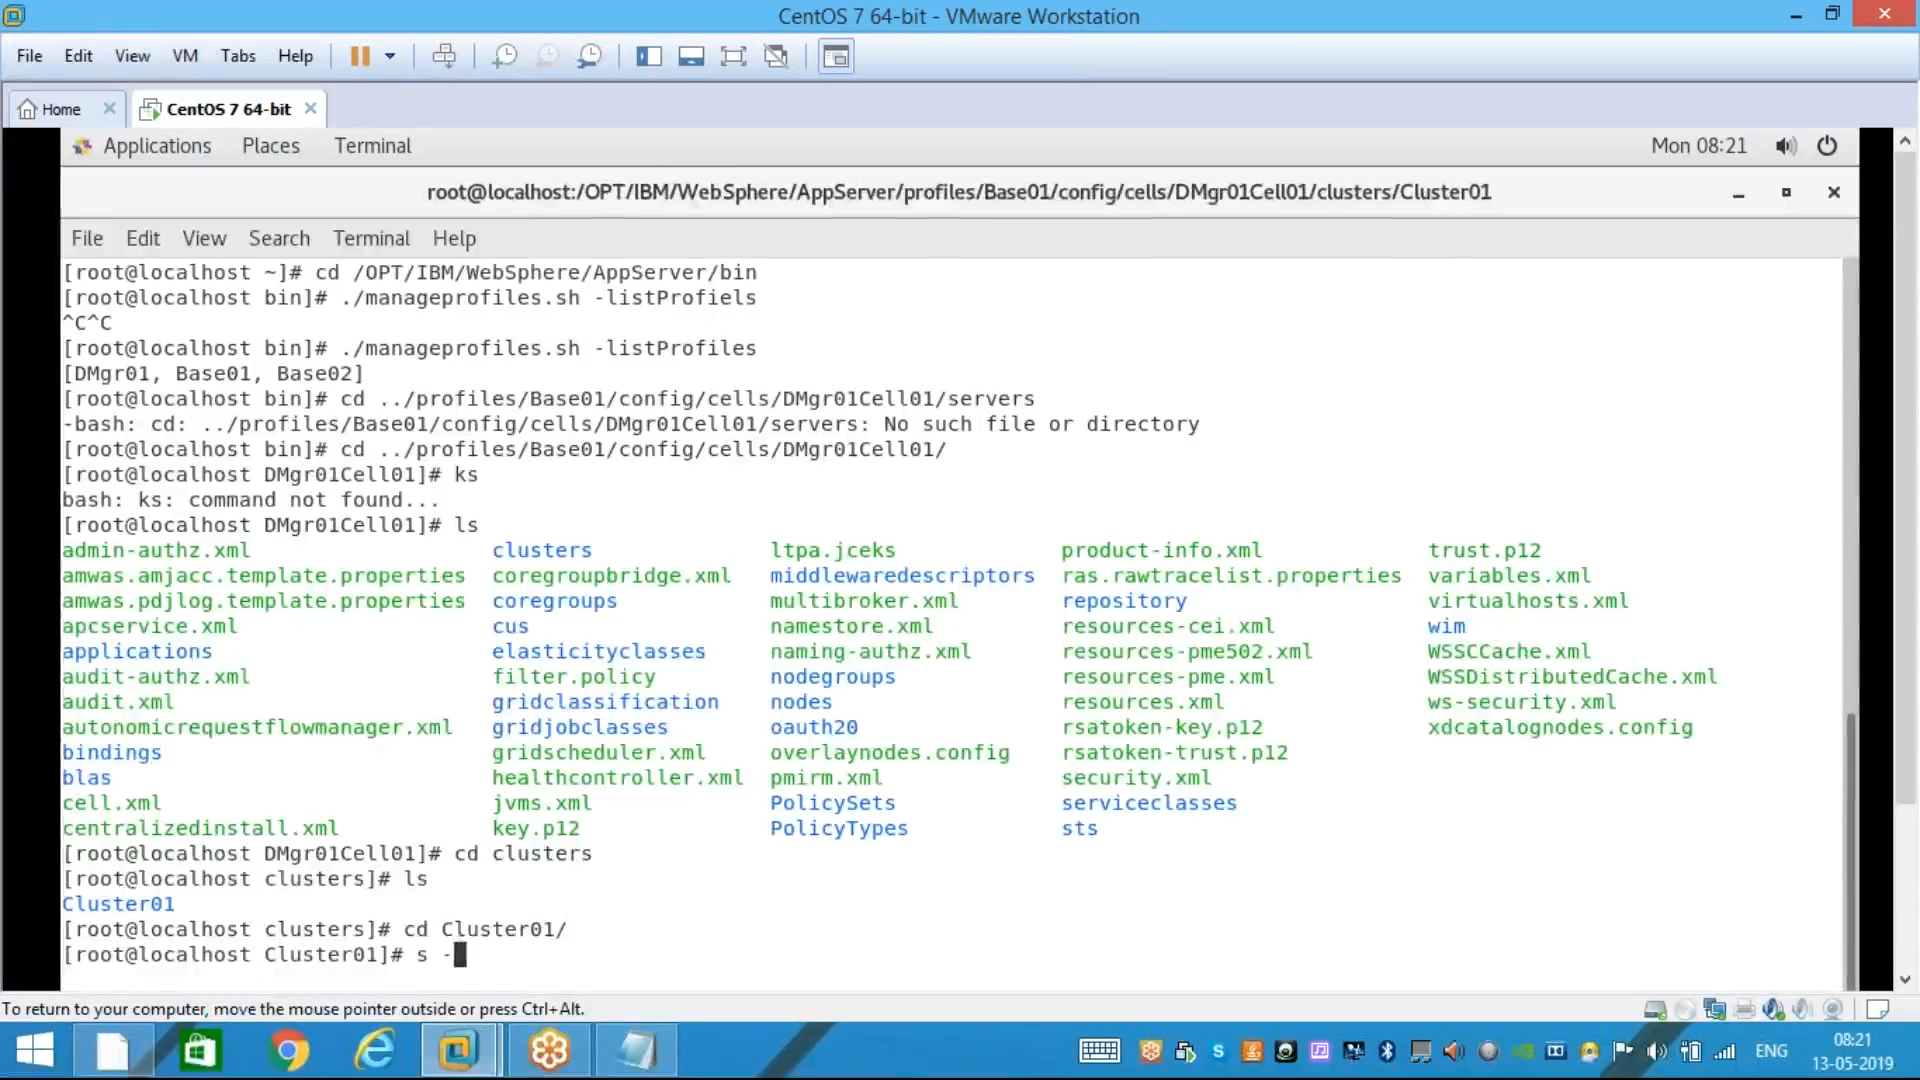 CentOS 7 64-bit - VMware Workstation
File Edit View VM Tabs Help
Home CentOS 7 64-bit
Applications Places Terminal Mon 08:21
root@localhost:/OPT/IBM/WebSphere/AppServer/profiles/Base01/config/cells/DMgr01Cell01/clusters/Cluster01
File Edit View Search Terminal Help
[root@localhost ~]# cd /OPT/IBM/WebSphere/AppServer/bin
[root@localhost bin]# ./manageprofiles.sh -listProfiels
^C^C
[root@localhost bin]# ./manageprofiles.sh -listProfiles
[DMgr01, Base01, Base02]
[root@localhost bin]# cd ../profiles/Base01/config/cells/DMgr01Cell01/servers
-bash: cd: ../profiles/Base01/config/cells/DMgr01Cell01/servers: No such file or directory
[root@localhost bin]# cd ../profiles/Base01/config/cells/DMgr01Cell01/
[root@localhost DMgr01Cell01]# ks
bash: ks: command not found...
[root@localhost DMgr01Cell01]# ls
admin-authz.xml clusters ltpa.jceks product-info.xml trust.p12
amwas.amjacc.template.properties coregroupbridge.xml middlewaredescriptors ras.rawtracelist.properties variables.xml
amwas.pdjlog.template.properties coregroups multibroker.xml repository virtualhosts.xml
apcservice.xml cus namestore.xml resources-cei.xml wim
applications elasticityclasses naming-authz.xml resources-pme502.xml WSSCCache.xml
audit-authz.xml filter.policy nodegroups resources-pme.xml WSSDistributedCache.xml
audit.xml gridclassification nodes resources.xml ws-security.xml
autonomicrequestflowmanager.xml gridjobclasses oauth20 rsatoken-key.p12 xdcatalognodes.config
bindings gridscheduler.xml overlaynodes.config rsatoken-trust.p12
blas healthcontroller.xml pmirm.xml security.xml
cell.xml jvms.xml PolicySets serviceclasses
centralizedinstall.xml key.p12 PolicyTypes sts
[root@localhost DMgr01Cell01]# cd clusters
[root@localhost clusters]# ls
Cluster01
[root@localhost clusters]# cd Cluster01/
[root@localhost Cluster01]# s -
To return to your computer, move the mouse pointer outside or press Ctrl+Alt.
ENG 08:21
13-05-2019